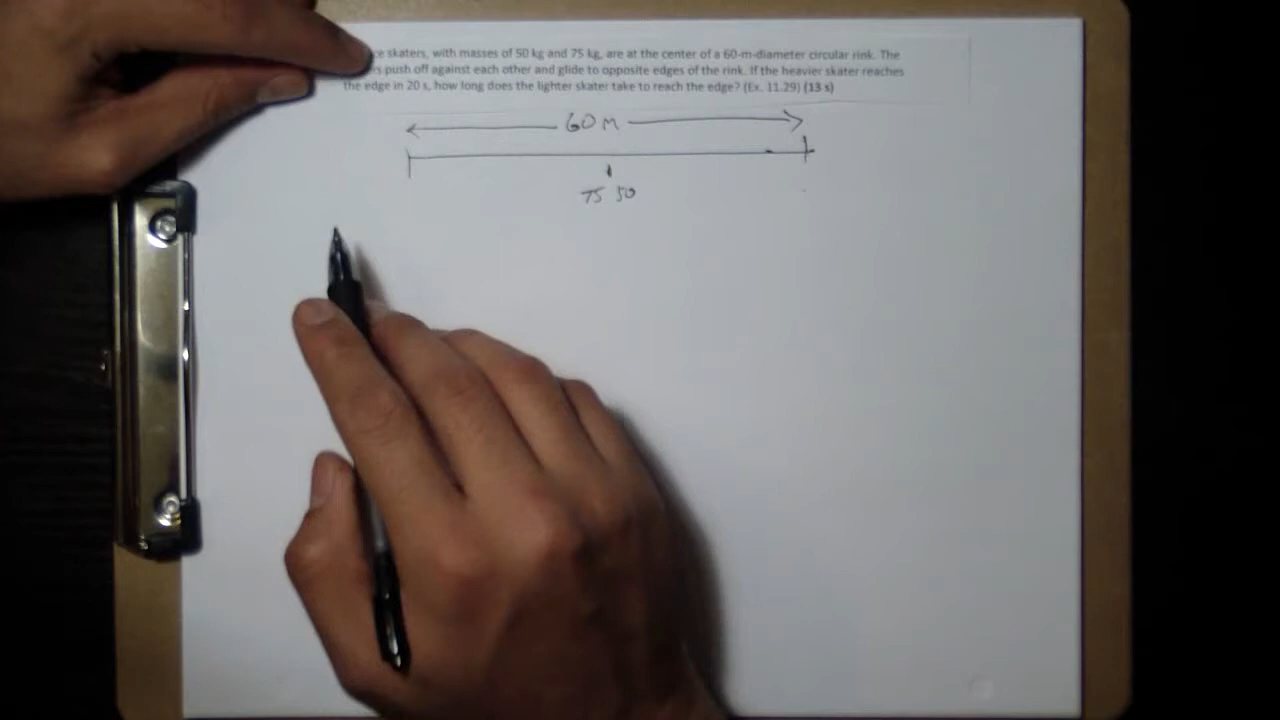 skaters, with masses of 50 kg and 75 kg, are at the center of a 60-m-diameter circular rink. The
push off against each other and glide to opposite edges of the rink. If the heavier skater reaches
the edge in 20 s, how long does the lighter skater take to reach the edge? (Ex. 11.29) (13 s)
60 m
75 50